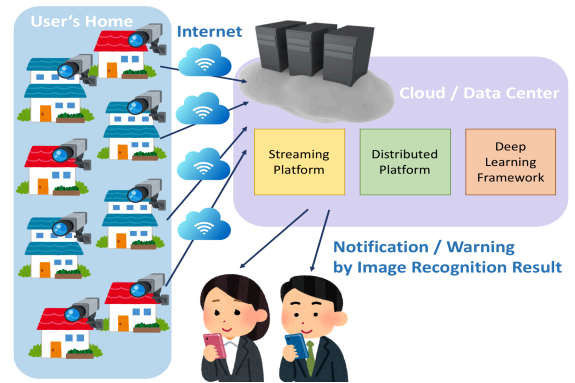 User's Home
Internet
Cloud / Data Center
Streaming
Platform
Distributed
Platform
Deep
Learning
Framework
Notification / Warning
by Image Recognition Result